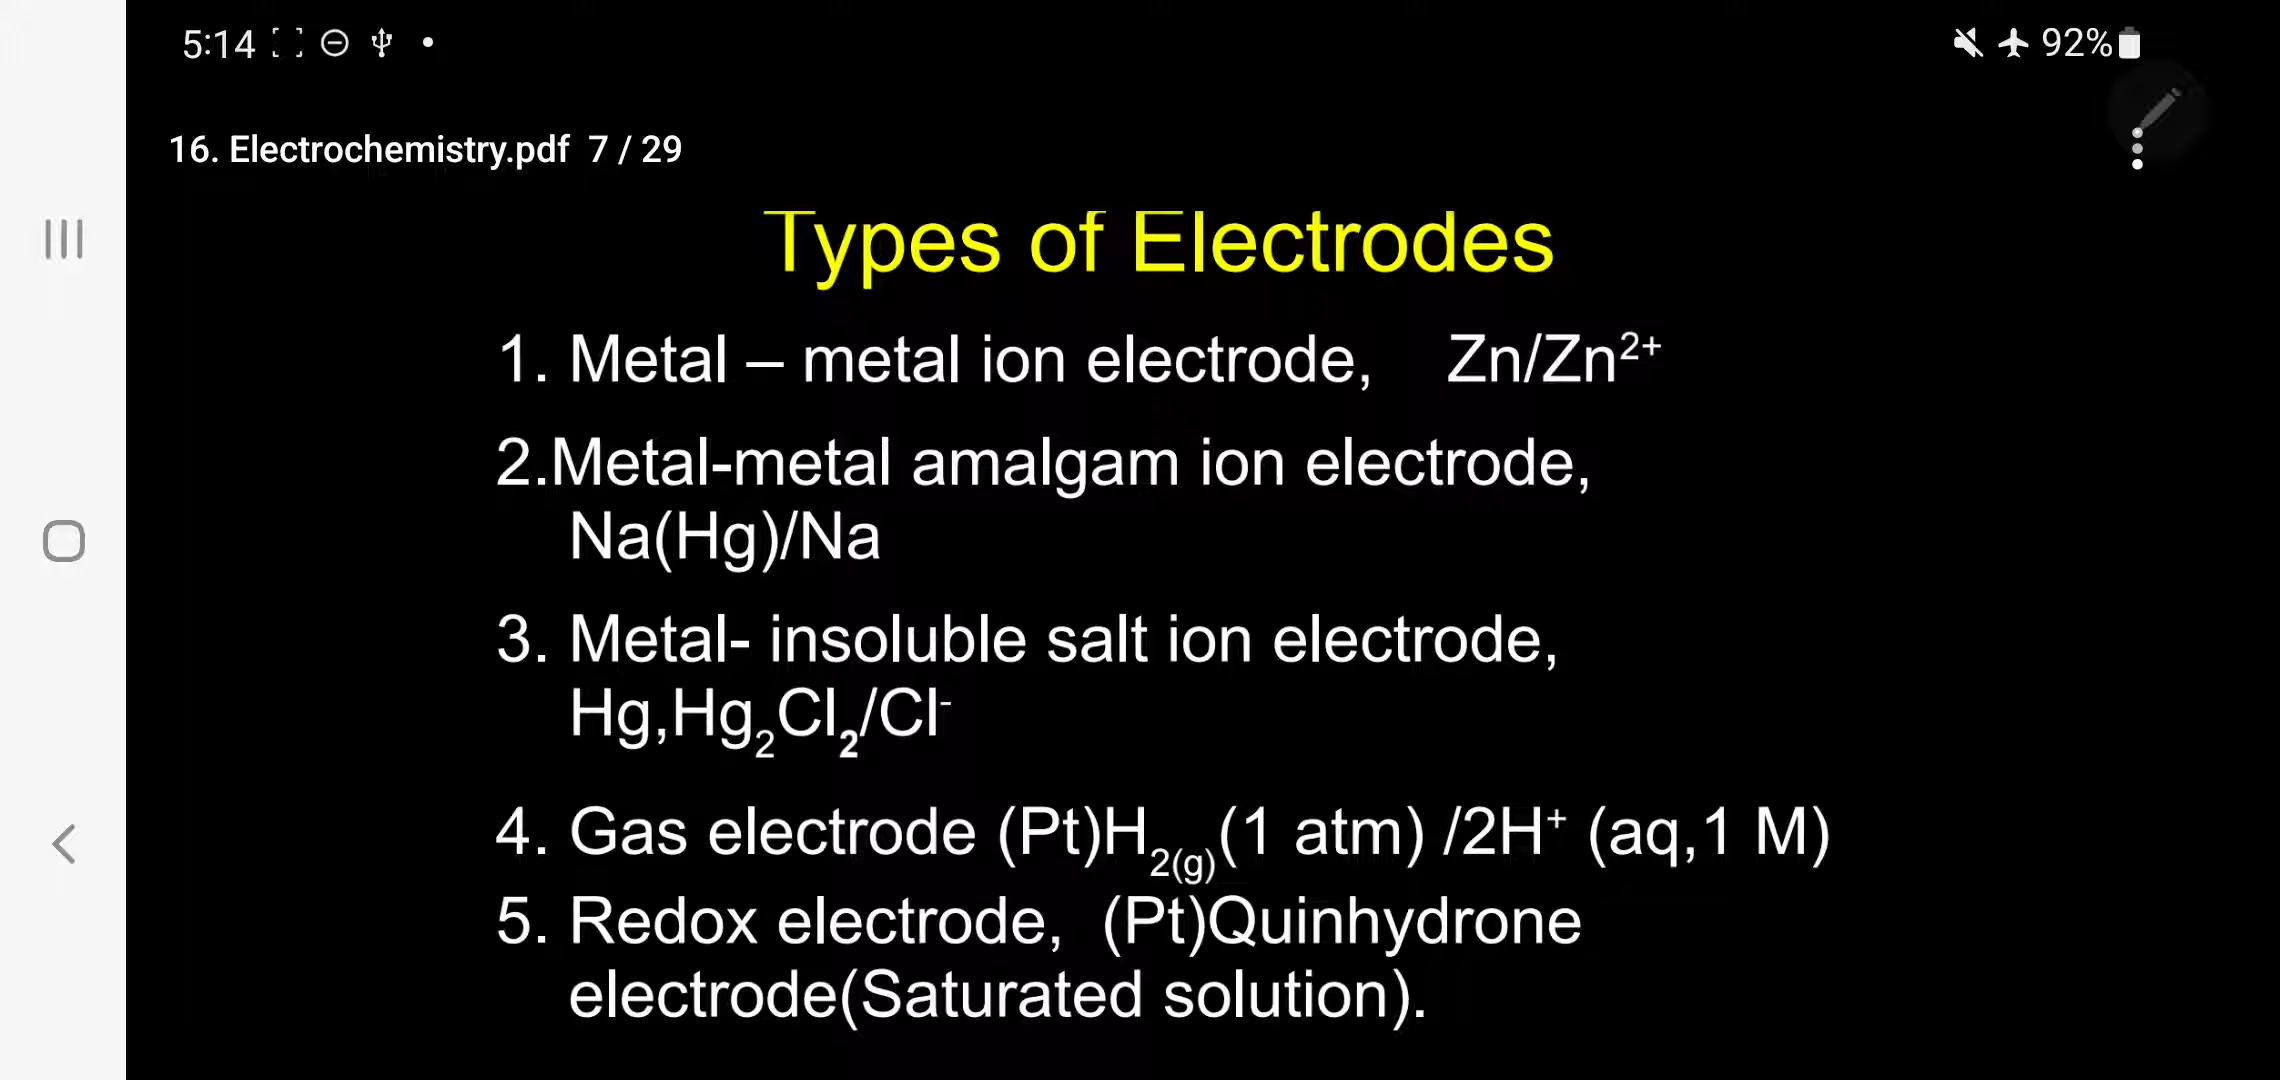 5:14
92%
16. Electrochemistry.pdf 7 / 29
Types of Electrodes
1. Metal – metal ion electrode, Zn/Zn²⁺
2.Metal-metal amalgam ion electrode,
Na(Hg)/Na
3. Metal- insoluble salt ion electrode,
Hg,Hg₂Cl₂/Cl⁻
4. Gas electrode (Pt)H₂₍g₎(1 atm) /2H⁺ (aq,1 M)
5. Redox electrode, (Pt)Quinhydrone
electrode(Saturated solution).